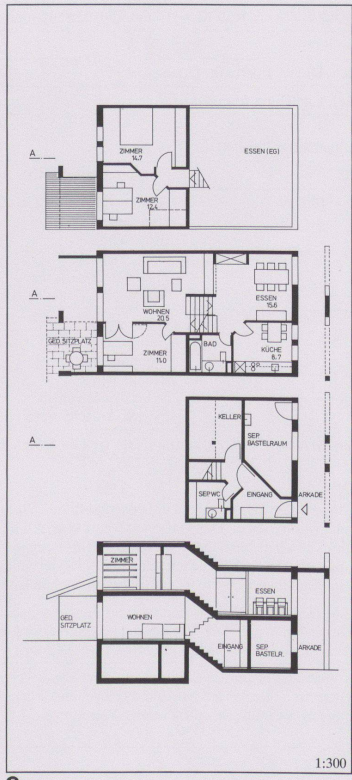 ZIMMER
14.7
ESSEN (EG)
A
ZIMMER
12.4
WOHNEN
20.5
ESSEN
15.6
A
GED. SITZPLATZ
ZIMMER
11.0
BAD
KÜCHE
8.7
KELLER
SEP.
BASTELRAUM
A
SEP.WC
EINGANG
ARKADE
ZIMMER
ESSEN
GED.
SITZPLATZ
WOHNEN
EINGANG
SEP.
BASTELR.
ARKADE
1:300